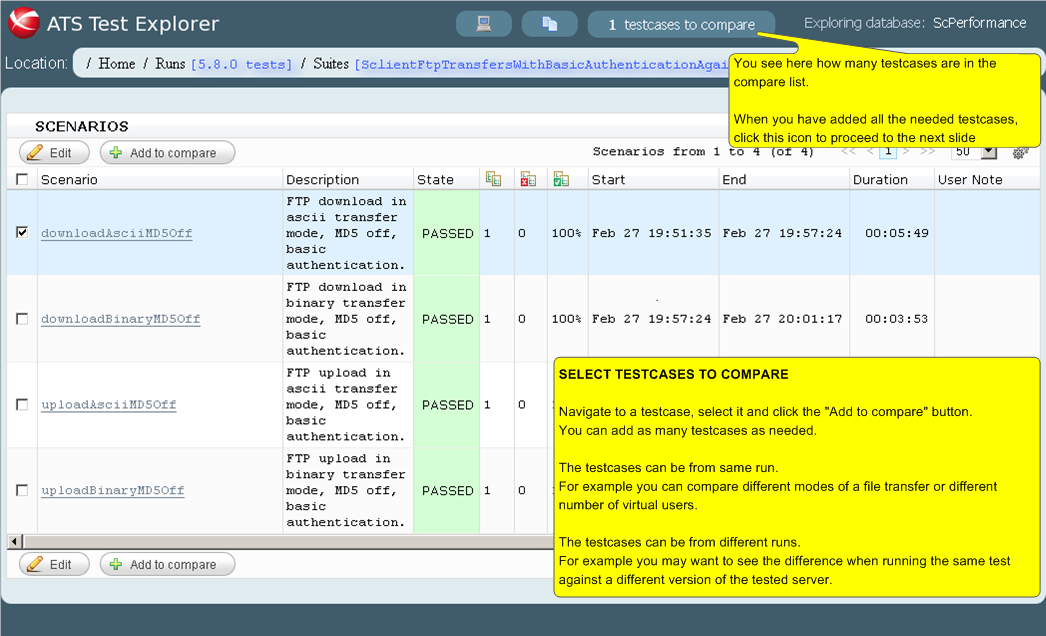 ATS Test Explorer
1 testcases to compare
Exploring database: ScPerformance
Location: / Home / Runs [5.8.0 tests] / Suites [SclientFtpTransfersWithBasicAuthenticationAgai
You see here how many testcases are in the
compare list.
When you have added all the needed testcases,
click this icon to proceed to the next slide
SCENARIOS
Edit
Add to compare
Scenarios from 1 to 4 (of 4) << < 1 > >> 50
Scenario Description State Start End Duration User Note
FTP download in
ascii transfer
downloadAsciiMD5Off mode, MD5 off, PASSED 1 0 100% Feb 27 19:51:35 Feb 27 19:57:24 00:05:49
basic
authentication.
FTP download in
binary transfer
downloadBinaryMD5Off mode, MD5 off, PASSED 1 0 100% Feb 27 19:57:24 Feb 27 20:01:17 00:03:53
basic
authentication.
FTP upload in
ascii transfer
uploadAsciiMD5Off mode, MD5 off, PASSED 1 0
basic
authentication.
FTP upload in
binary transfer
uploadBinaryMD5Off mode, MD5 off, PASSED 1 0
basic
authentication.
SELECT TESTCASES TO COMPARE
Navigate to a testcase, select it and click the "Add to compare" button.
You can add as many testcases as needed.
The testcases can be from same run.
For example you can compare different modes of a file transfer or different
number of virtual users.
The testcases can be from different runs.
For example you may want to see the difference when running the same test
against a different version of the tested server.
Edit
Add to compare